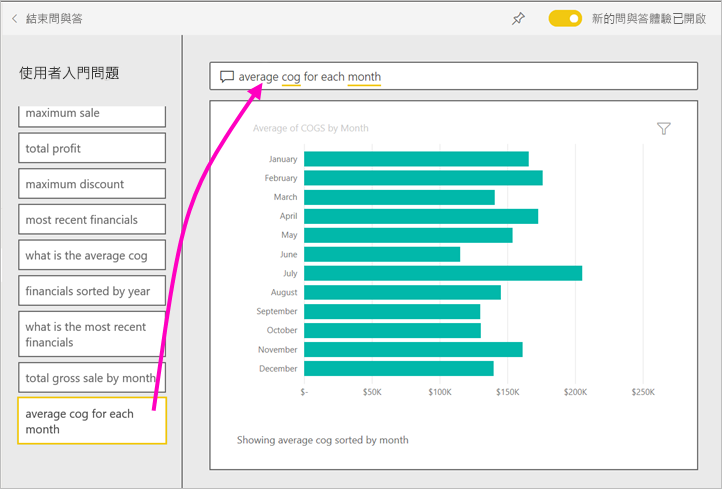 結束問與答
新的問與答體驗已開啟
使用者入門問題
maximum sale
total profit
maximum discount
most recent financials
what is the average cog
financials sorted by year
what is the most recent
financials
total gross sale by month
average cog for each
month
average cog for each month
Average of COGS by Month
January
February
March
April
May
June
July
August
September
October
November
December
$-
$50K
$100K
$150K
$200K
$250K
Showing average cog sorted by month